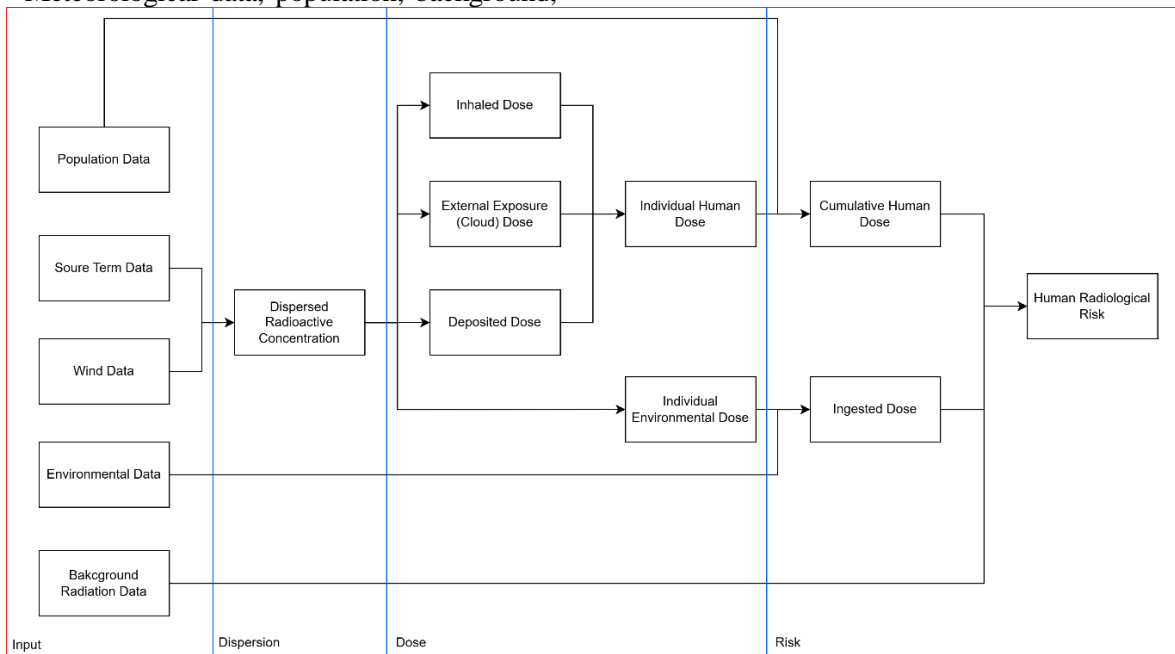 Meteorological data, population, background,
Inhaled Dose
Population Data
External Exposure
(Cloud) Dose
Individual Human
Dose
Cumulative Human
Dose
Soure Term Data
Dispersed
Radioactive
Concentration
Deposited Dose
Human Radiological
Risk
Wind Data
Individual
Environmental Dose
Ingested Dose
Environmental Data
Bakcground
Radiation Data
Input
Dispersion
Dose
Risk